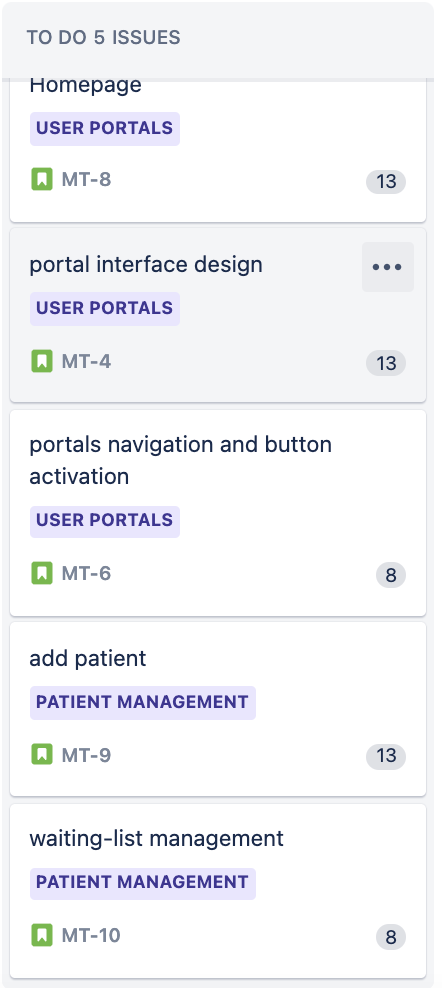 TO DO 5 ISSUES
Homepage
USER PORTALS
MT-8
13
portal interface design
USER PORTALS
MT-4
13
portals navigation and button
activation
USER PORTALS
MT-6
8
add patient
PATIENT MANAGEMENT
MT-9
13
waiting-list management
PATIENT MANAGEMENT
MT-10
8